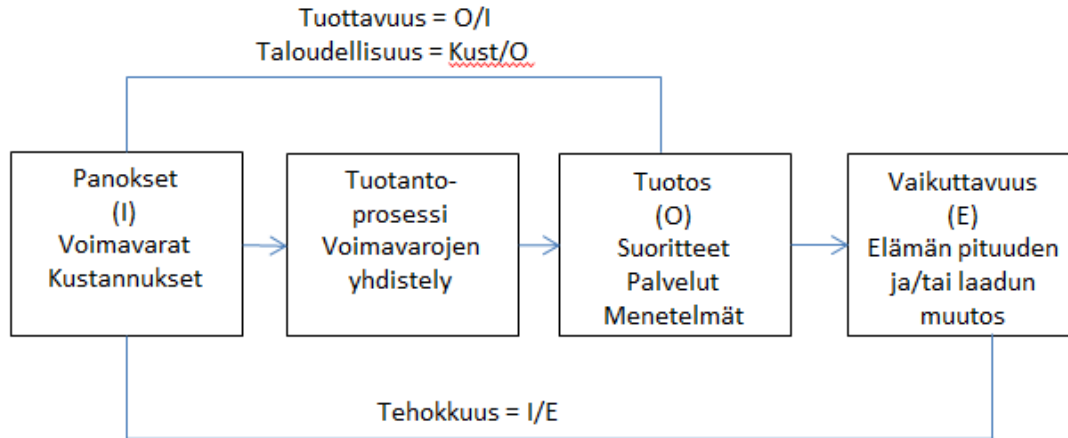 Tuottavuus = O/I
Taloudellisuus = Kust/O
Panokset
(I)
Voimavarat
Kustannukset
Tuotanto-
prosessi
Voimavarojen
yhdistely
Tuotos
(O)
Suoritteet
Palvelut
Menetelmät
Vaikuttavuus
(E)
Elämän pituuden
ja/tai laadun
muutos
Tehokkuus = I/E